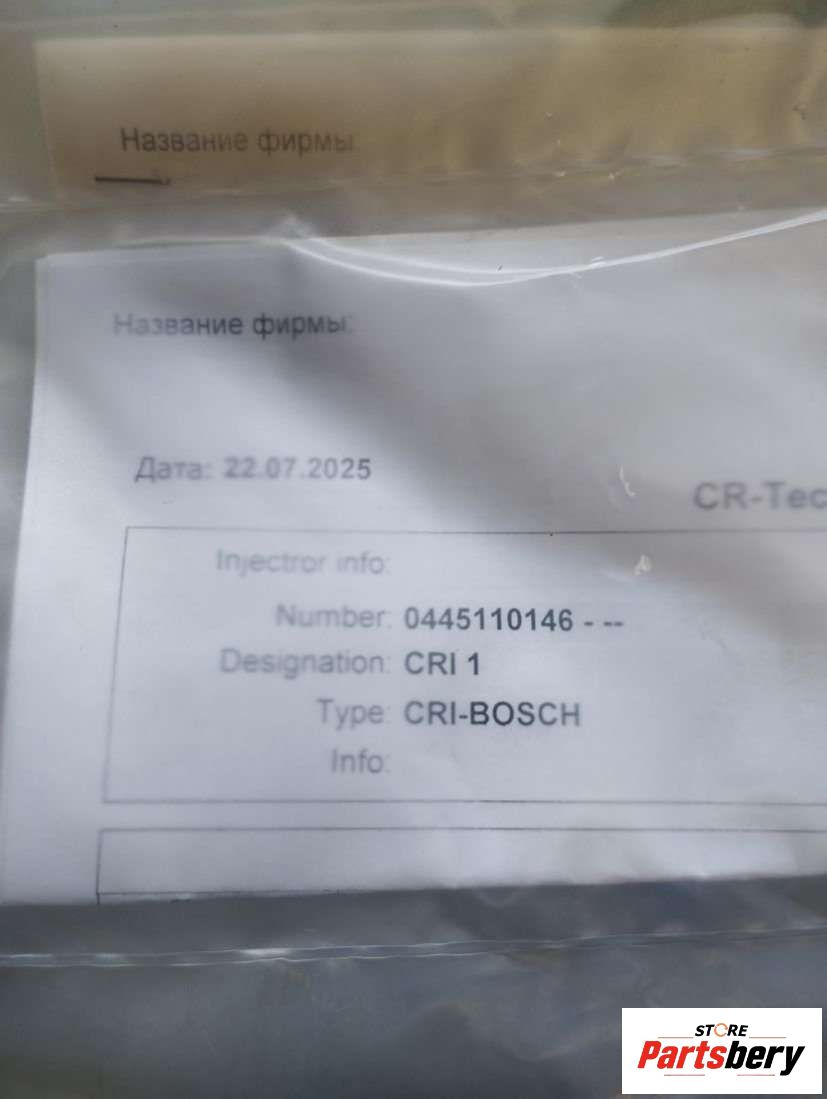 Название фирмы:
Название фирмы:
Дата: 22.07.2025
CR-Tec
Injectror info:
Number: 0445110146 - --
Designation: CRI 1
Type: CRI-BOSCH
Info:
STORE
Partsbery